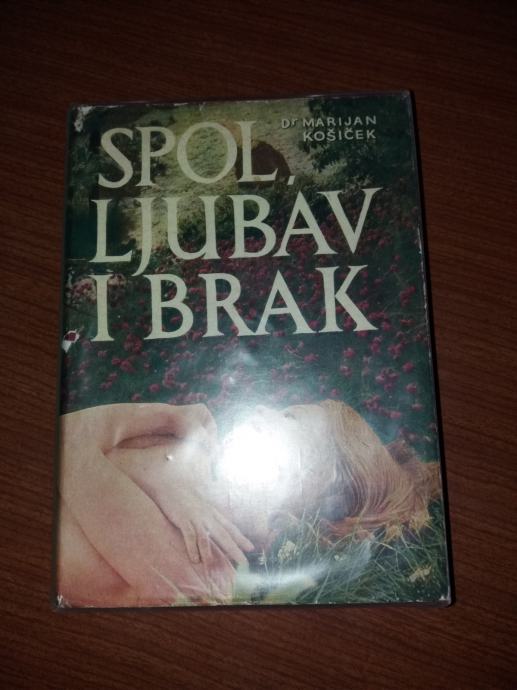 Dr MARIJAN
KOŠIČEK
SPOL,
LJUBAV
I BRAK